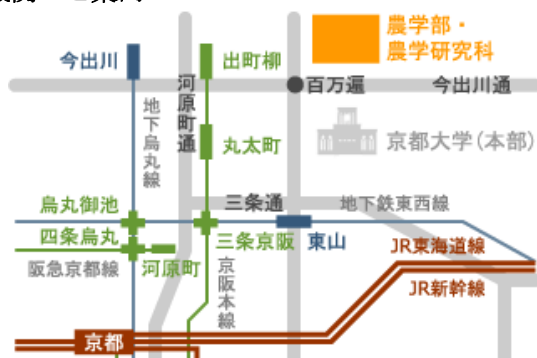 農学部・
農学研究科
今出川
出町柳
河原町通
百万遍
今出川通
地下烏丸線
丸太町
京都大学(本部)
烏丸御池
三条通
地下鉄東西線
四条烏丸
三条京阪
東山
JR東海道線
阪急京都線
河原町
京阪本線
JR新幹線
京都